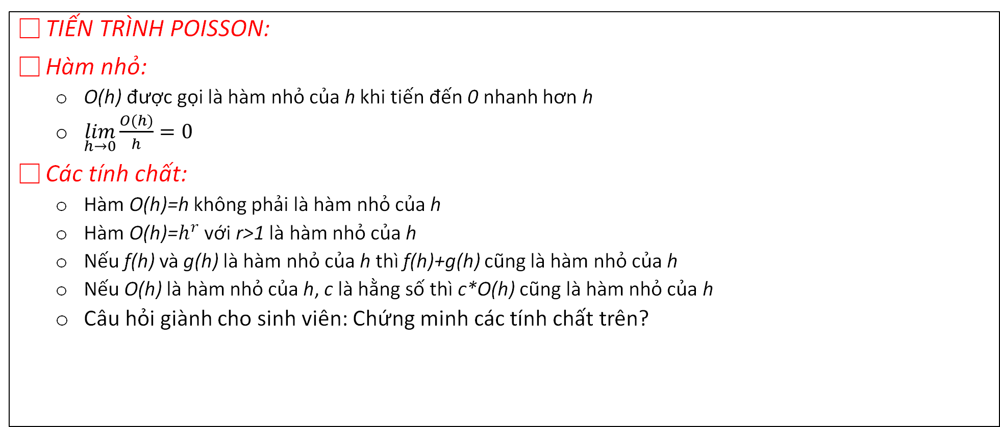 TIẾN TRÌNH POISSON:
Hàm nhỏ:
O(h) được gọi là hàm nhỏ của h khi tiến đến 0 nhanh hơn h
lim_{h→0} O(h)/h = 0
Các tính chất:
Hàm O(h)=h không phải là hàm nhỏ của h
Hàm O(h)=h^r với r>1 là hàm nhỏ của h
Nếu f(h) và g(h) là hàm nhỏ của h thì f(h)+g(h) cũng là hàm nhỏ của h
Nếu O(h) là hàm nhỏ của h, c là hằng số thì c*O(h) cũng là hàm nhỏ của h
Câu hỏi giành cho sinh viên: Chứng minh các tính chất trên?